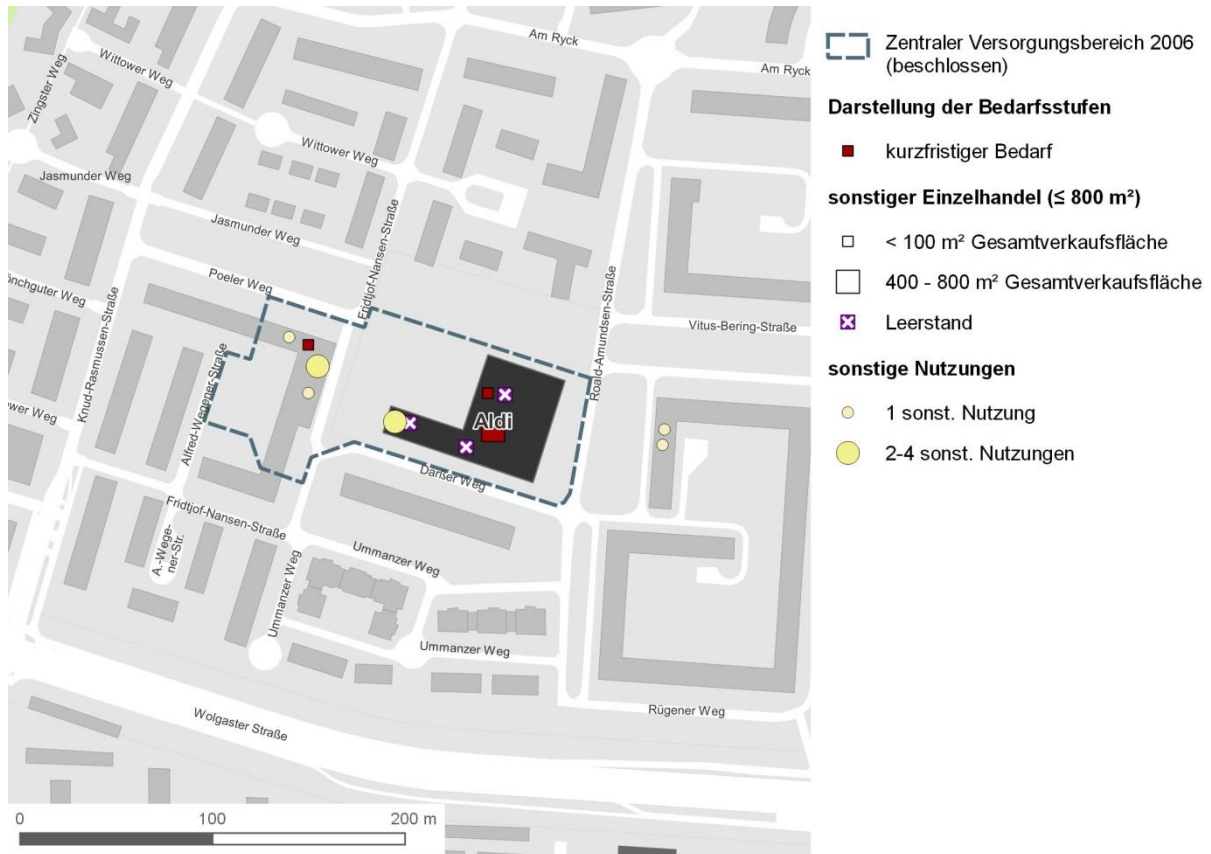 Am Ryck
Am Ryck
Zingster Weg
Wittower Weg
Wittower Weg
Jasmunder Weg
Jasmunder Weg
Fridtjof-Nansen-Straße
Poeler Weg
önchguter Weg
Knud-Rasmussen-Straße
Alfred-Wegener-Straße
Roald-Amundsen-Straße
Vitus-Bering-Straße
ower Weg
Aldi
Darßer Weg
Fridtjof-Nansen-Straße
A.-Wege-
ner-Str.
Ummanzer Weg
Ummanzer Weg
Ummanzer Weg
Rügener Weg
Wolgaster Straße
0 100 200 m
Zentraler Versorgungsbereich 2006
(beschlossen)
Darstellung der Bedarfsstufen
kurzfristiger Bedarf
sonstiger Einzelhandel (≤ 800 m²)
< 100 m² Gesamtverkaufsfläche
400 - 800 m² Gesamtverkaufsfläche
Leerstand
sonstige Nutzungen
1 sonst. Nutzung
2-4 sonst. Nutzungen